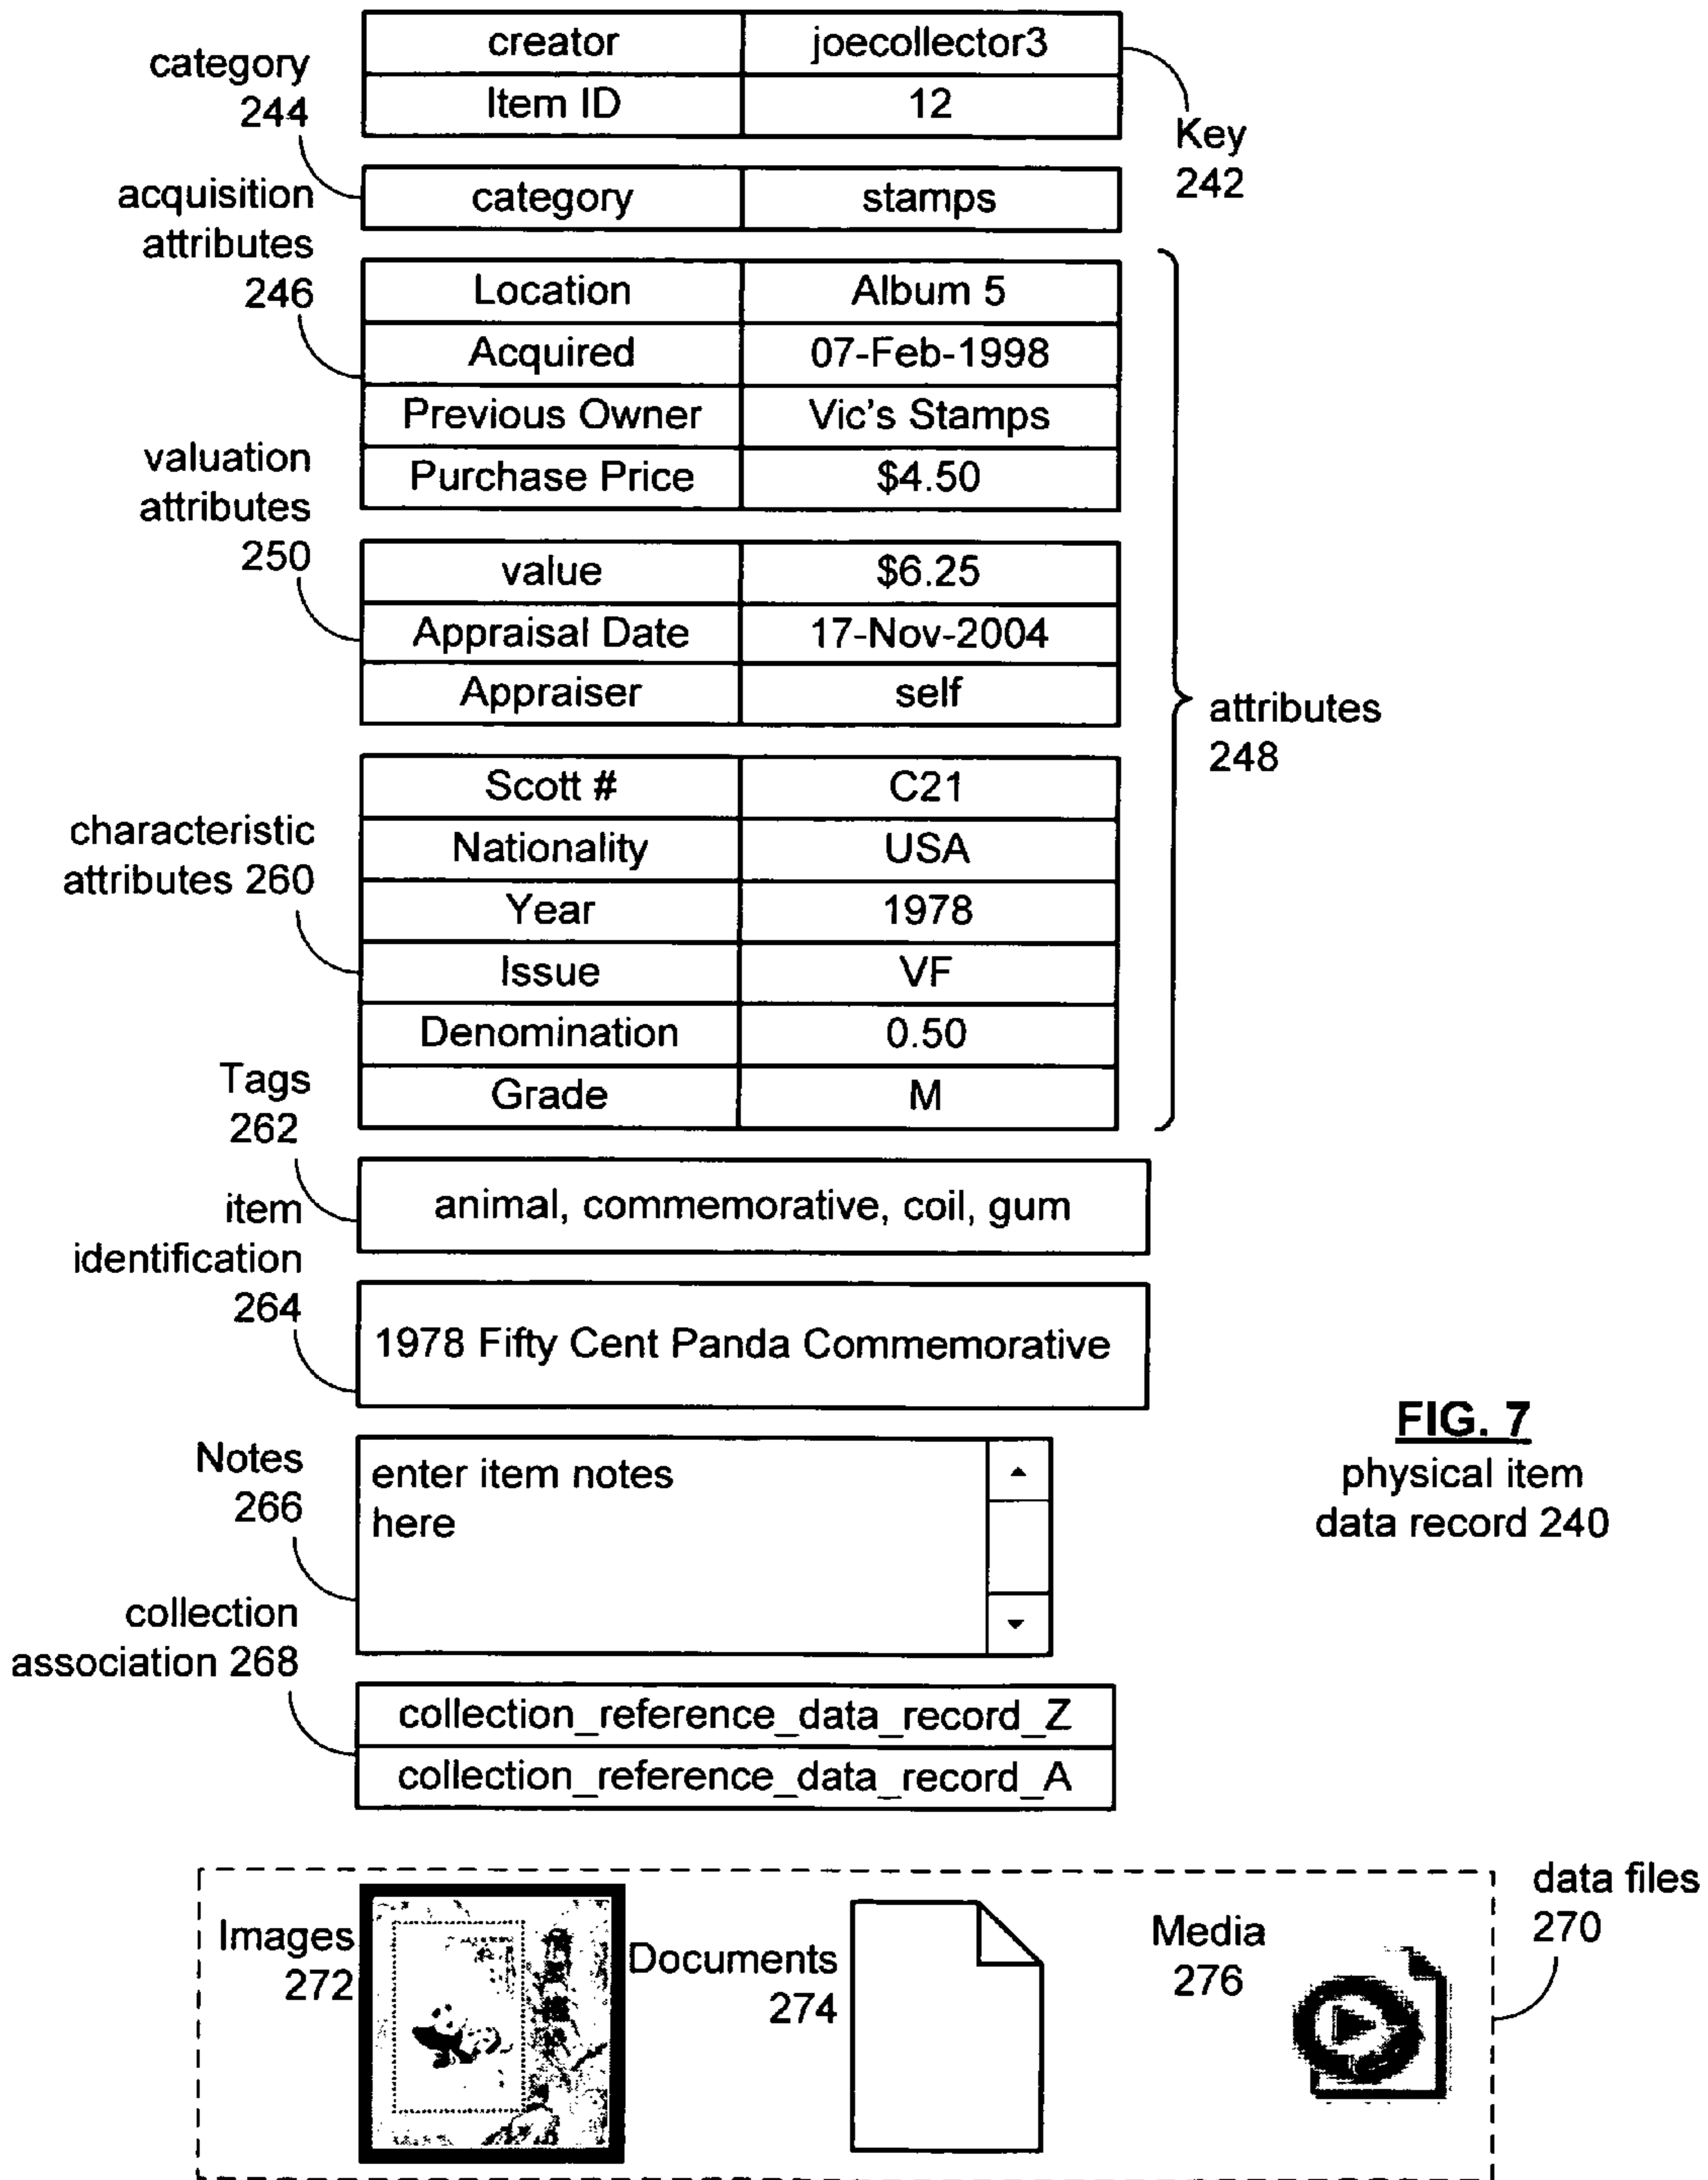 creator joecollector3
Item ID 12
Key
242
category
244
category stamps
acquisition
attributes
246
Location Album 5
Acquired 07-Feb-1998
Previous Owner Vic's Stamps
Purchase Price $4.50
valuation
attributes
250
value $6.25
Appraisal Date 17-Nov-2004
Appraiser self
attributes
248
characteristic
attributes 260
Scott # C21
Nationality USA
Year 1978
Issue VF
Denomination 0.50
Grade M
Tags
262
animal, commemorative, coil, gum
item
identification
264
1978 Fifty Cent Panda Commemorative
Notes
266
enter item notes
here
FIG. 7
physical item
data record 240
collection
association 268
collection_reference_data_record_Z
collection_reference_data_record_A
data files
270
Images
272
Documents
274
Media
276